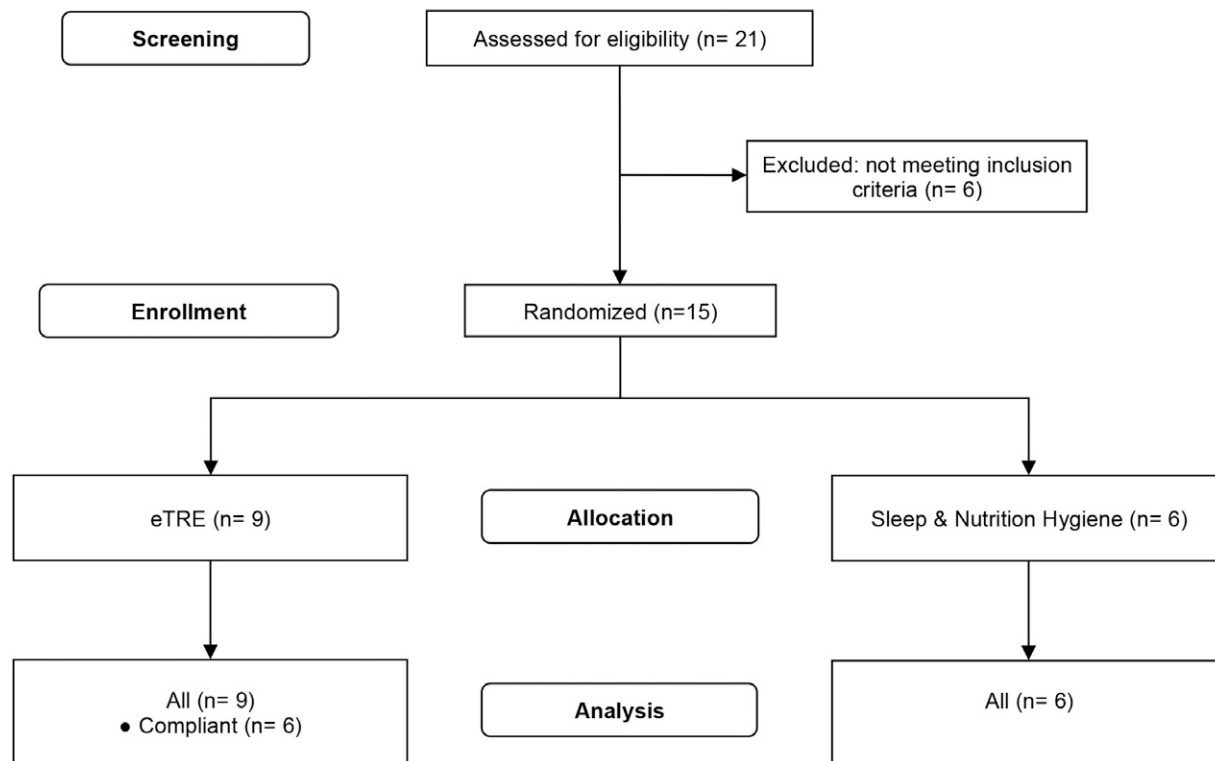 Screening
Assessed for eligibility (n= 21)
Excluded: not meeting inclusion
criteria (n= 6)
Enrollment
Randomized (n=15)
eTRE (n= 9)
Allocation
Sleep & Nutrition Hygiene (n= 6)
All (n= 9)
● Compliant (n= 6)
Analysis
All (n= 6)